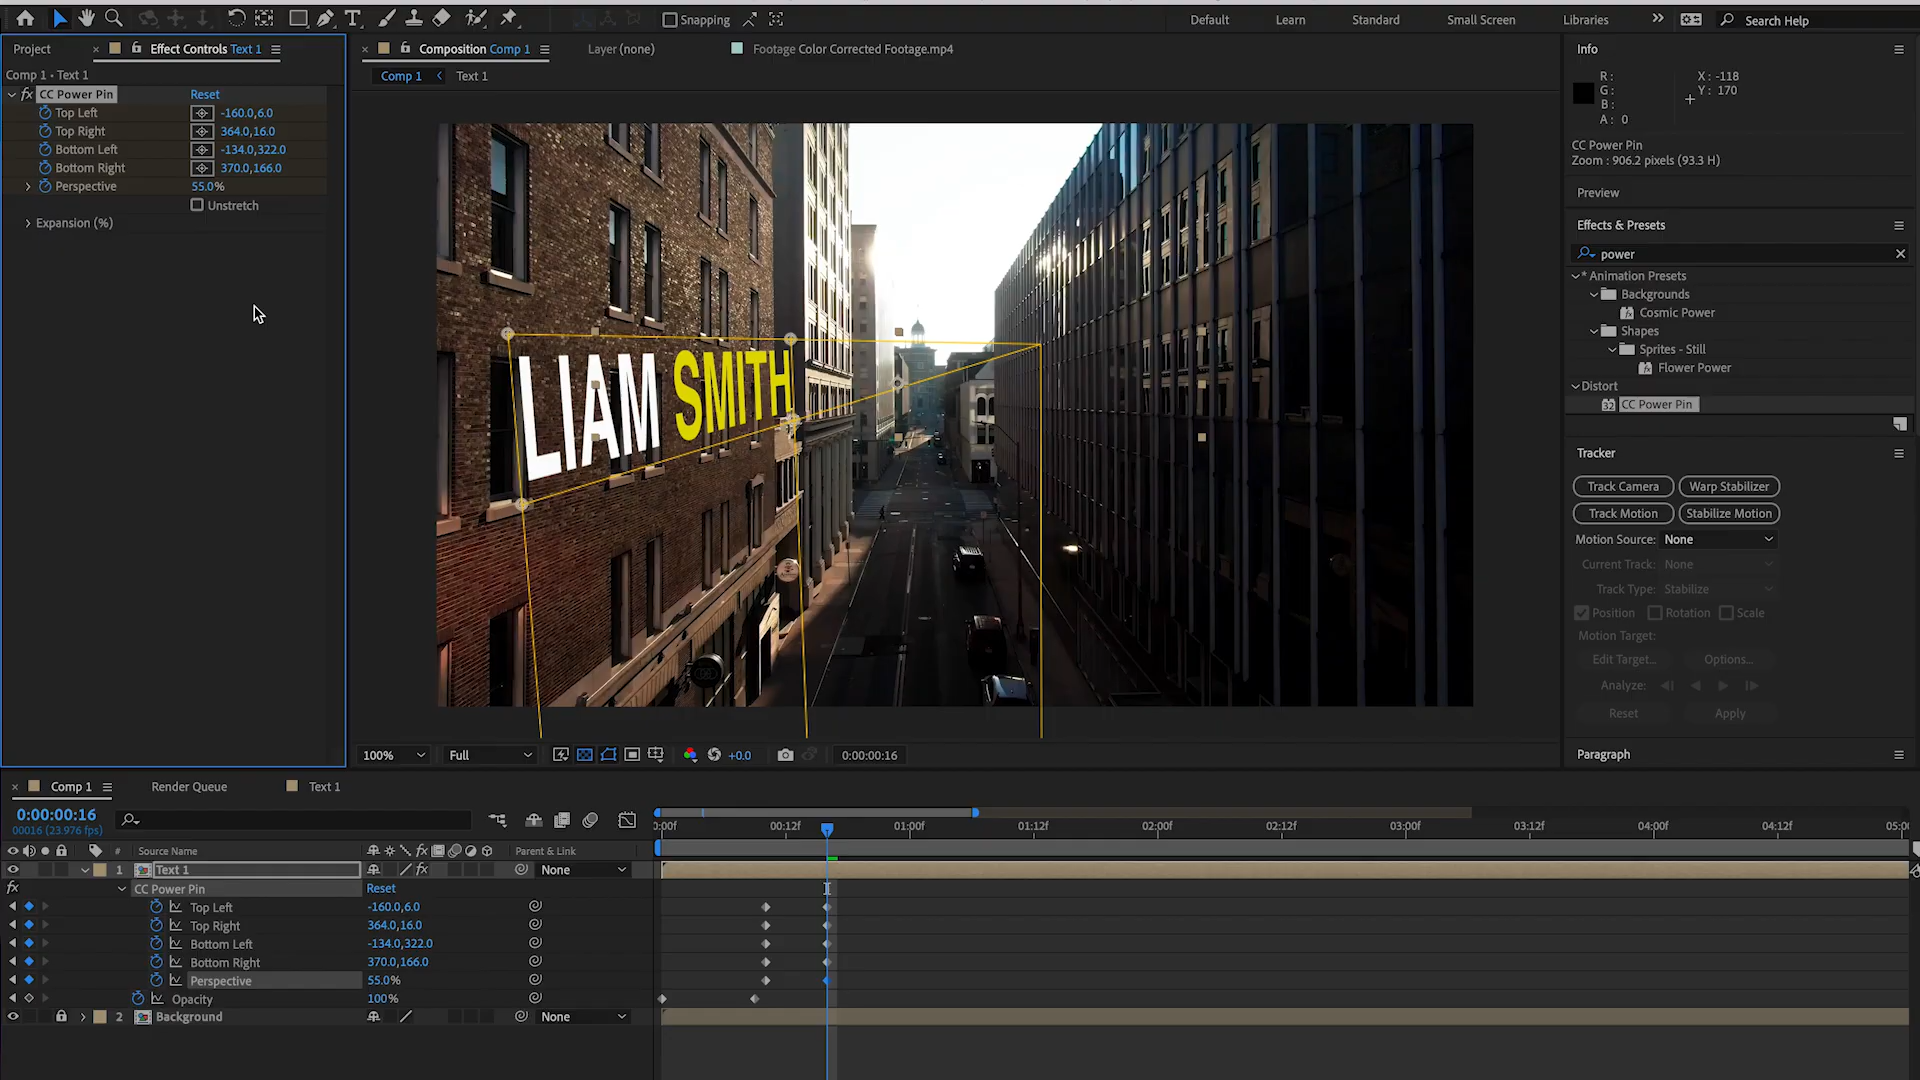 Snapping
Default
Learn
Standard
Small Screen
Libraries
Search Help
Project
Effect Controls Text 1
Composition Comp 1
Layer (none)
Footage Color Corrected Footage.mp4
Info
Comp 1 • Text 1
Comp 1
Text 1
R:
G:
B:
A: 0
X: -118
Y: 170
fx CC Power Pin Reset
Top Left -160.0,6.0
Top Right 364.0,16.0
Bottom Left -134.0,322.0
Bottom Right 370.0,166.0
Perspective 55.0%
Unstretch
Expansion (%)
LIAM SMITH
CC Power Pin
Zoom : 906.2 pixels (93.3 H)
Preview
Effects & Presets
power
* Animation Presets
Backgrounds
Cosmic Power
Shapes
Sprites - Still
Flower Power
Distort
32 CC Power Pin
Tracker
Track Camera
Warp Stabilizer
Track Motion
Stabilize Motion
Motion Source: None
Current Track: None
Track Type: Stabilize
Position Rotation Scale
Motion Target:
Edit Target...
Options...
Analyze:
Reset
Apply
Paragraph
100%
Full
+0.0
0:00:00:16
Comp 1
Render Queue
Text 1
0:00:00:16
00016 (23.976 fps)
0:00f 00:12f 01:00f 01:12f 02:00f 02:12f 03:00f 03:12f 04:00f 04:12f 05:00
# Source Name fx Parent & Link
1 Text 1 fx None
fx CC Power Pin Reset
Top Left -160.0,6.0
Top Right 364.0,16.0
Bottom Left -134.0,322.0
Bottom Right 370.0,166.0
Perspective 55.0%
Opacity 100%
2 Background None